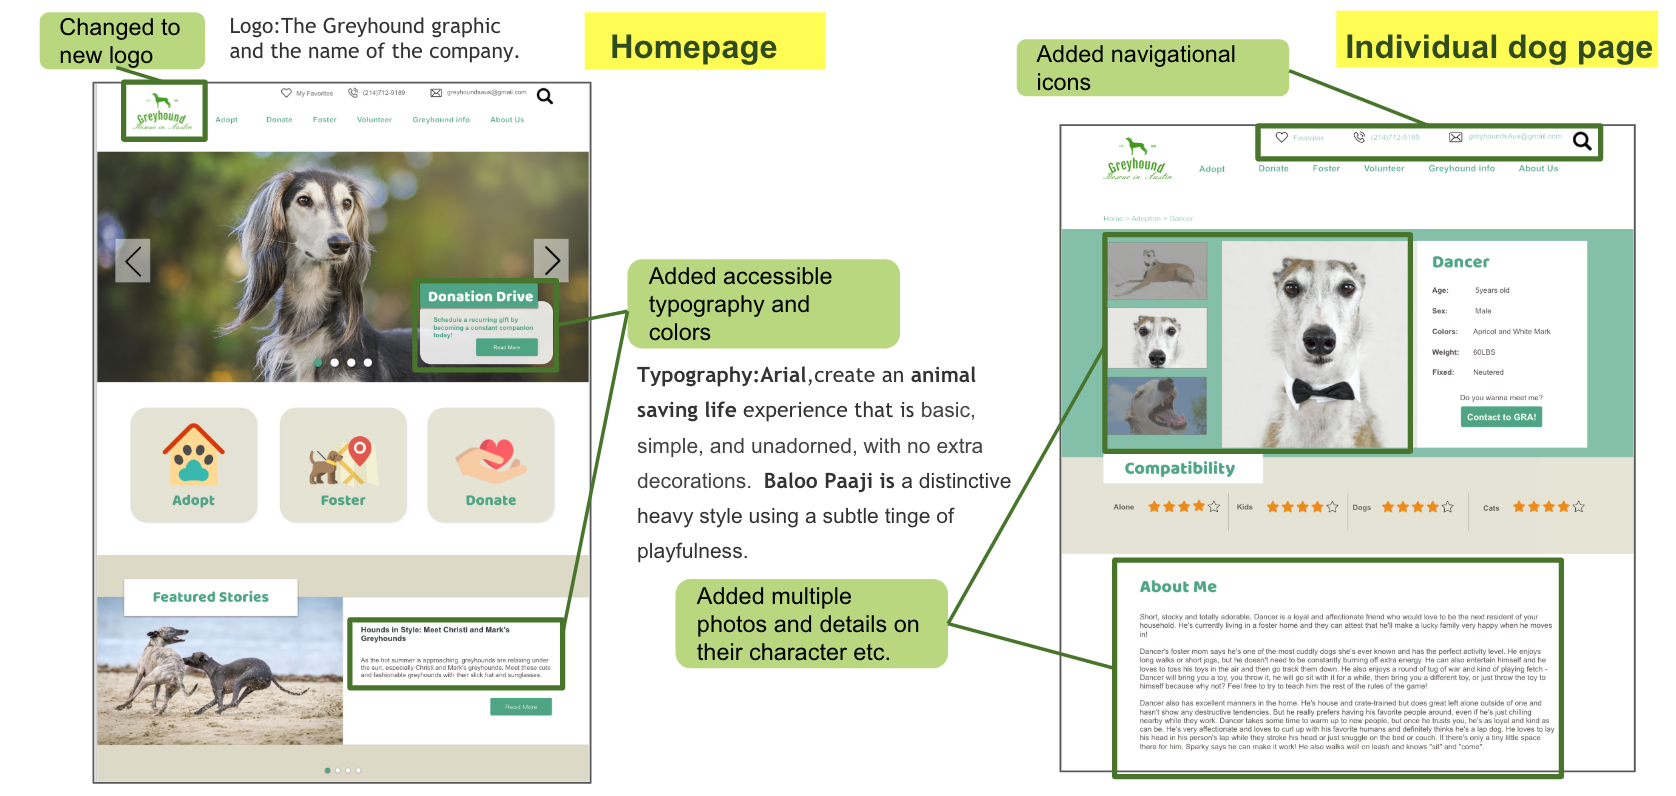 Changed to
new logo
Logo:The Greyhound graphic
and the name of the company.
Homepage
My Favorites
(214)712-9189
greyhoundsaus@gmail.com
Greyhound
Rescue in Austin
Adopt
Donate
Foster
Volunteer
Greyhound info
About Us
Donation Drive
Schedule a recurring gift by
becoming a constant companion
today!
Read More
Adopt
Foster
Donate
Featured Stories
Hounds in Style: Meet Christi and Mark's
Greyhounds
As the hot summer is approaching, greyhounds are relaxing under
the sun, especially Christi and Mark's greyhounds. Meet these cute
and fashionable greyhounds with their slick hat and sunglasses.
Read More
Added accessible
typography and
colors
Typography:Arial,create an animal
saving life experience that is basic,
simple, and unadorned, with no extra
decorations. Baloo Paaji is a distinctive
heavy style using a subtle tinge of
playfulness.
Added multiple
photos and details on
their character etc.
Individual dog page
Added navigational
icons
Favorites
(214)712-9189
greyhoundsAus@gmail.com
Greyhound
Rescue in Austin
Adopt
Donate
Foster
Volunteer
Greyhound info
About Us
Home > Adoption > Dancer
Dancer
Age: 5years old
Sex: Male
Colors: Apricot and White Mark
Weight: 60LBS
Fixed: Neutered
Do you wanna meet me?
Contact to GRA!
Compatibility
Alone
Kids
Dogs
Cats
About Me
Short, stocky and totally adorable, Dancer is a loyal and affectionate friend who would love to be the next resident of your
household. He's currently living in a foster home and they can attest that he'll make a lucky family very happy when he moves
in!
Dancer's foster mom says he's one of the most cuddly dogs she's ever known and has the perfect activity level. He enjoys
long walks or short jogs, but he doesn't need to be constantly burning off extra energy. He can also entertain himself and he
loves to toss his toys in the air and then go track them down. He also enjoys a round of tug of war and kind of playing fetch -
Dancer will bring you a toy, you throw it, he will go sit with it for a while, then bring you a different toy, or just throw the toy to
himself because why not? Feel free to try to teach him the rest of the rules of the game!
Dancer also has excellent manners in the home. He's house and crate-trained but does great left alone outside of one and
hasn't show any destructive tendencies. But he really prefers having his favorite people around, even if he's just chilling
nearby while they work. Dancer takes some time to warm up to new people, but once he trusts you, he's as loyal and kind as
can be. He's very affectionate and loves to curl up with his favorite humans and definitely thinks he's a lap dog. He loves to lay
his head in his person's lap while they stroke his head or just snuggle on the bed or couch. If there's only a tiny little space
there for him, Sparky says he can make it work! He also walks well on leash and knows "sit" and "come".